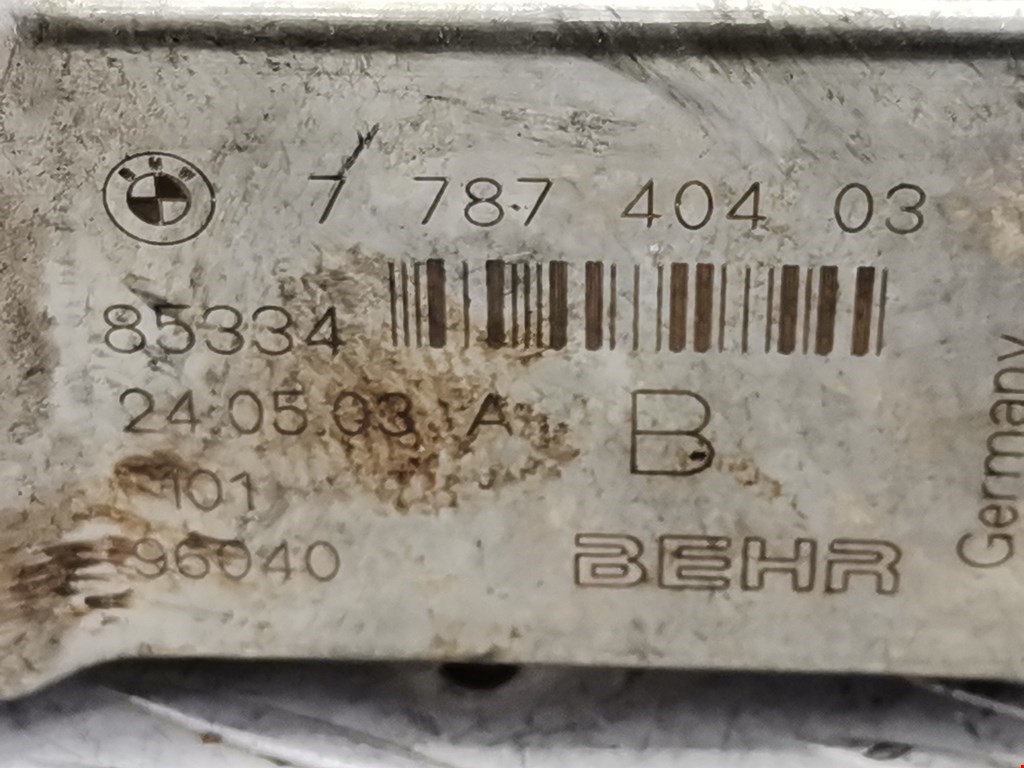 BMW
7 787 404 03
85334
24.05.03 A
B
101
96040
BEHR
Germany